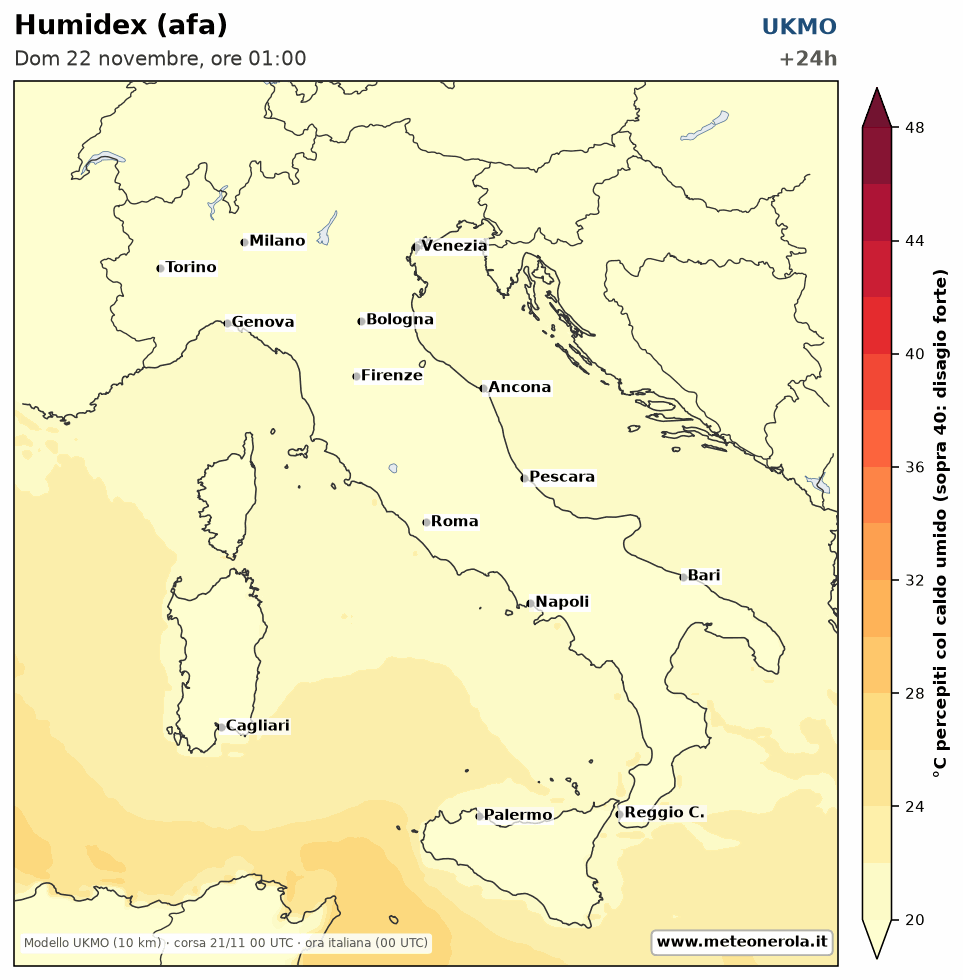 Humidex (afa)
UKMO
Dom 22 novembre, ore 01:00
+24h
48
44
40
36
32
28
24
20
°C percepiti col caldo umido (sopra 40: disagio forte)
Milano
Venezia
Torino
Genova
Bologna
Firenze
Ancona
Pescara
Roma
Bari
Napoli
Cagliari
Palermo
Reggio C.
Modello UKMO (10 km) · corsa 21/11 00 UTC · ora italiana (00 UTC)
www.meteonerola.it